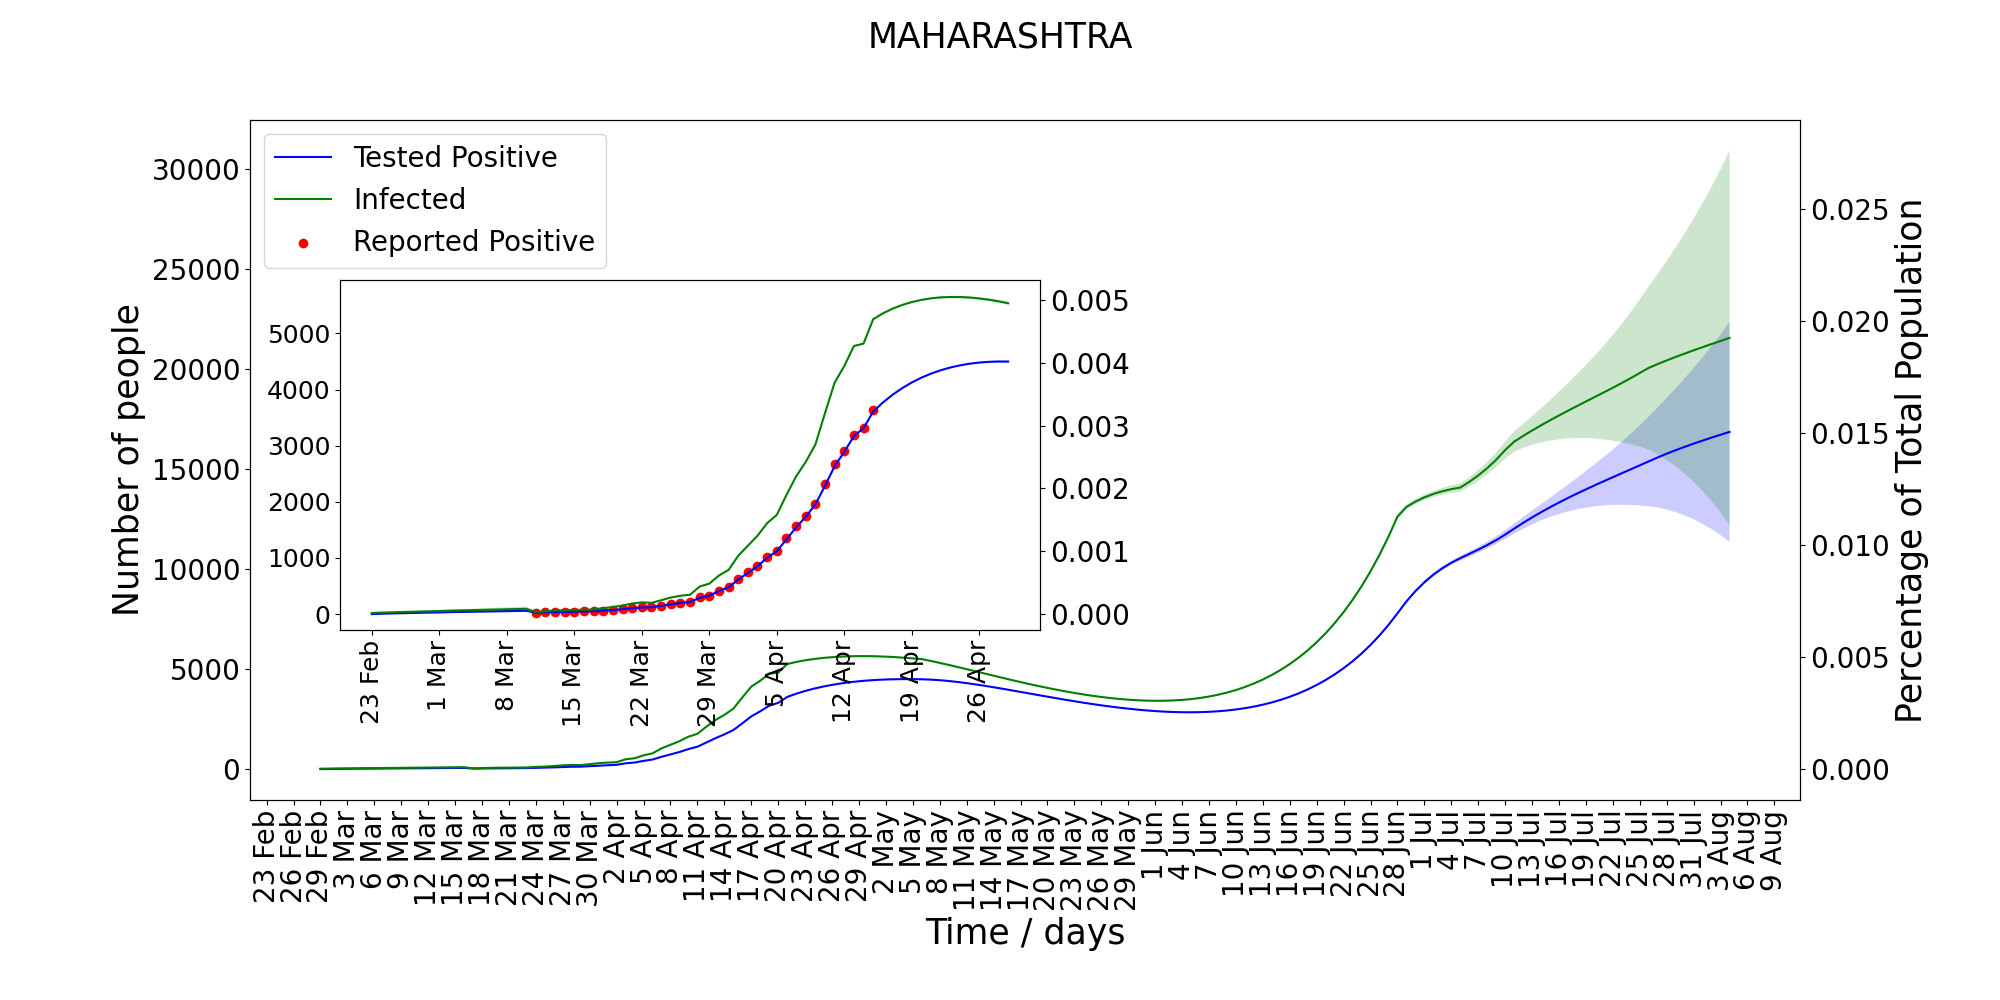 MAHARASHTRA
Tested Positive
Infected
Reported Positive
Number of people
30000
25000
20000
15000
10000
5000
0
5000
4000
3000
2000
1000
0
0.005
0.004
0.003
0.002
0.001
0.000
23 Feb
1 Mar
8 Mar
15 Mar
22 Mar
29 Mar
5 Apr
12 Apr
19 Apr
26 Apr
0.025
0.020
0.015
0.010
0.005
0.000
Percentage of Total Population
23 Feb
26 Feb
29 Feb
3 Mar
6 Mar
9 Mar
12 Mar
15 Mar
18 Mar
21 Mar
24 Mar
27 Mar
30 Mar
2 Apr
5 Apr
8 Apr
11 Apr
14 Apr
17 Apr
20 Apr
23 Apr
26 Apr
29 Apr
2 May
5 May
8 May
11 May
14 May
17 May
20 May
23 May
26 May
29 May
1 Jun
4 Jun
7 Jun
10 Jun
13 Jun
16 Jun
19 Jun
22 Jun
25 Jun
28 Jun
1 Jul
4 Jul
7 Jul
10 Jul
13 Jul
16 Jul
19 Jul
22 Jul
25 Jul
28 Jul
31 Jul
3 Aug
6 Aug
9 Aug
Time / days